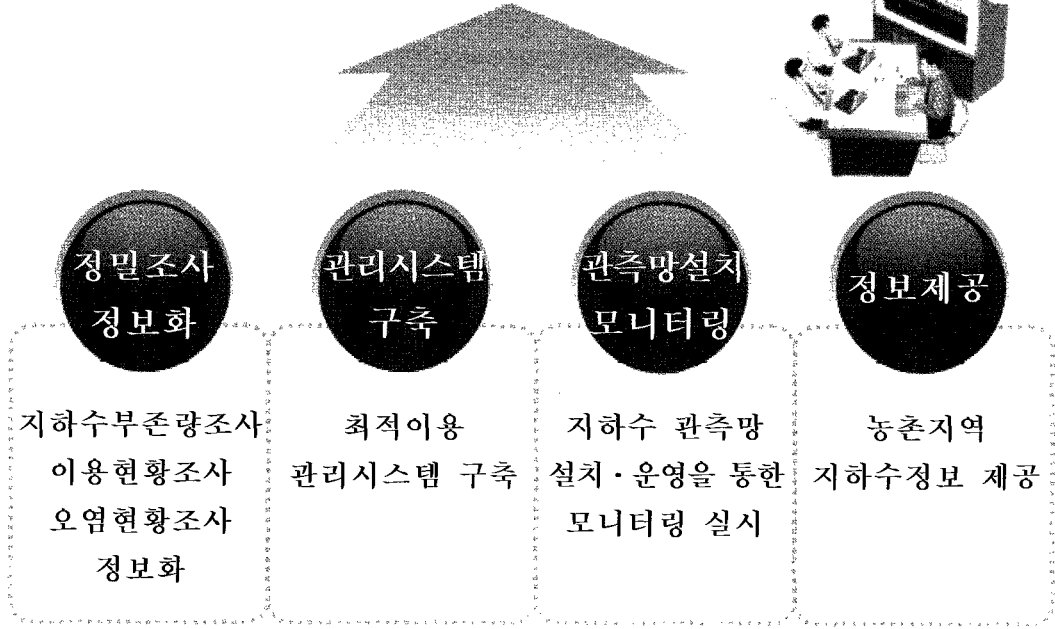 정밀조사
정보화
관리시스템
구축
관측망설치
모니터링
정보제공
지하수부존량조사
이용현황조사
오염현황조사
정보화
최적이용
관리시스템 구축
지하수 관측망
설치·운영을 통한
모니터링 실시
농촌지역
지하수정보 제공